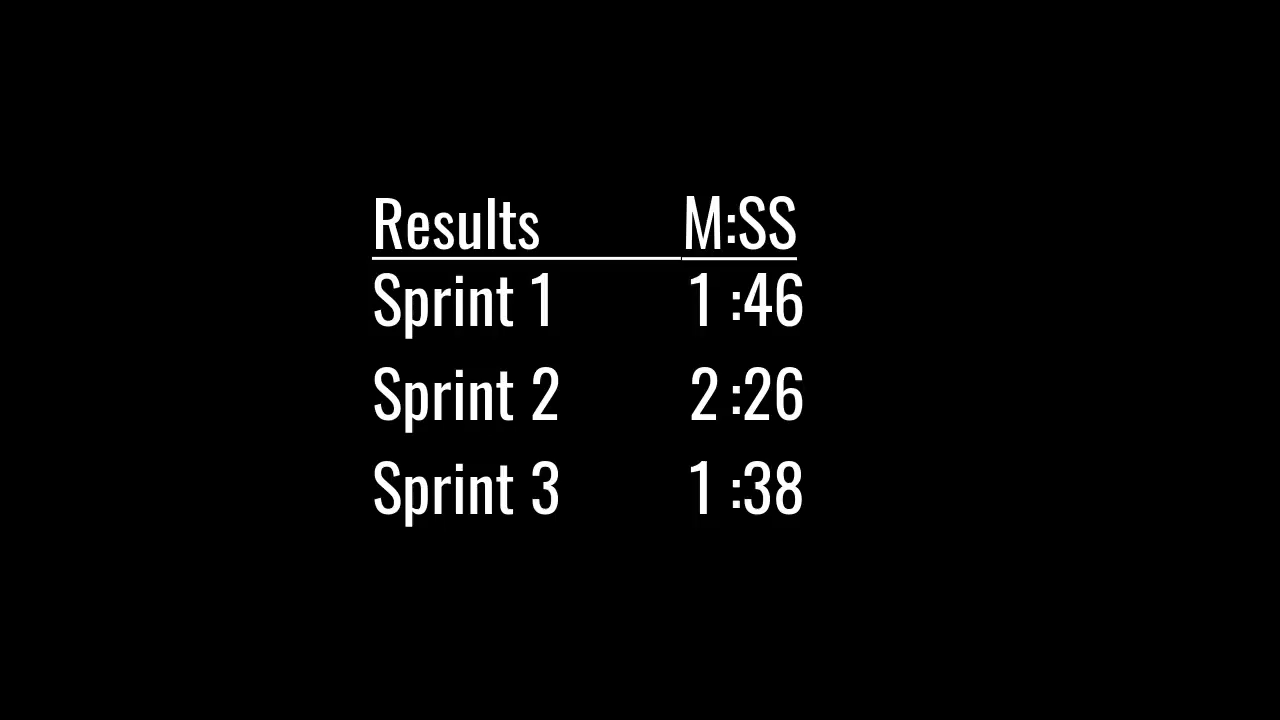 Results M:SS
Sprint 1 1 :46
Sprint 2 2 :26
Sprint 3 1 :38